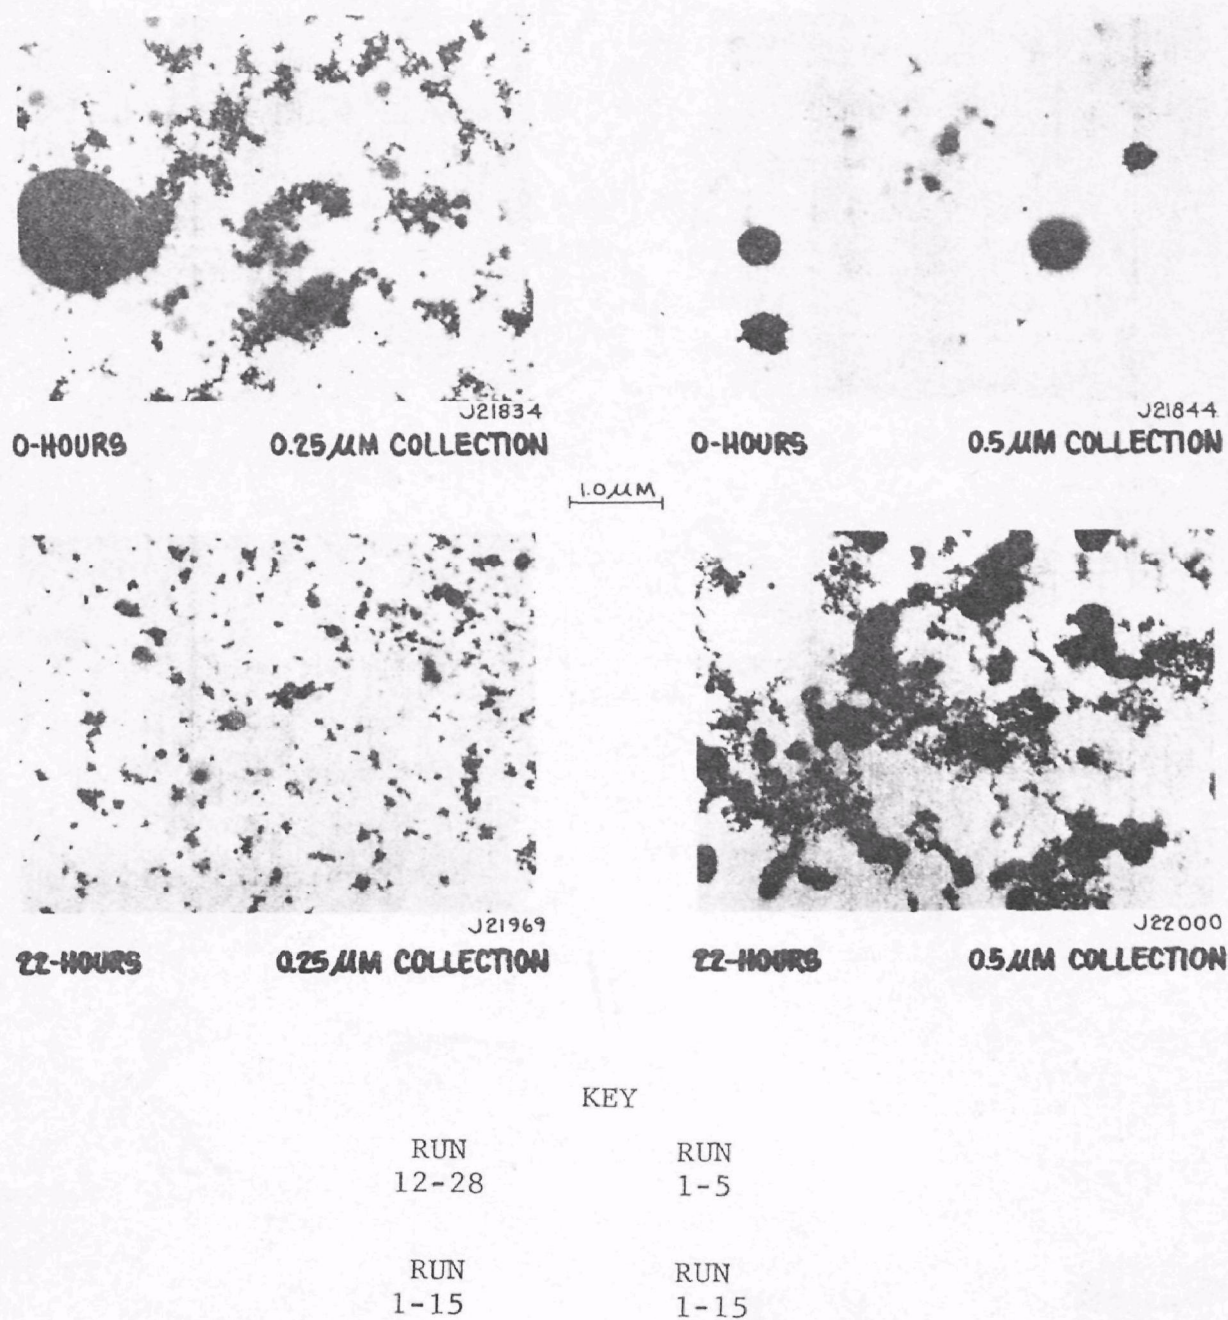 J21834
J21844
0-HOURS 0.25 µM COLLECTION
0-HOURS 0.5 µM COLLECTION
1.0 µM
J21969
J22000
22-HOURS 0.25 µM COLLECTION
22-HOURS 0.5 µM COLLECTION
KEY
RUN RUN
12-28 1-5
RUN RUN
1-15 1-15